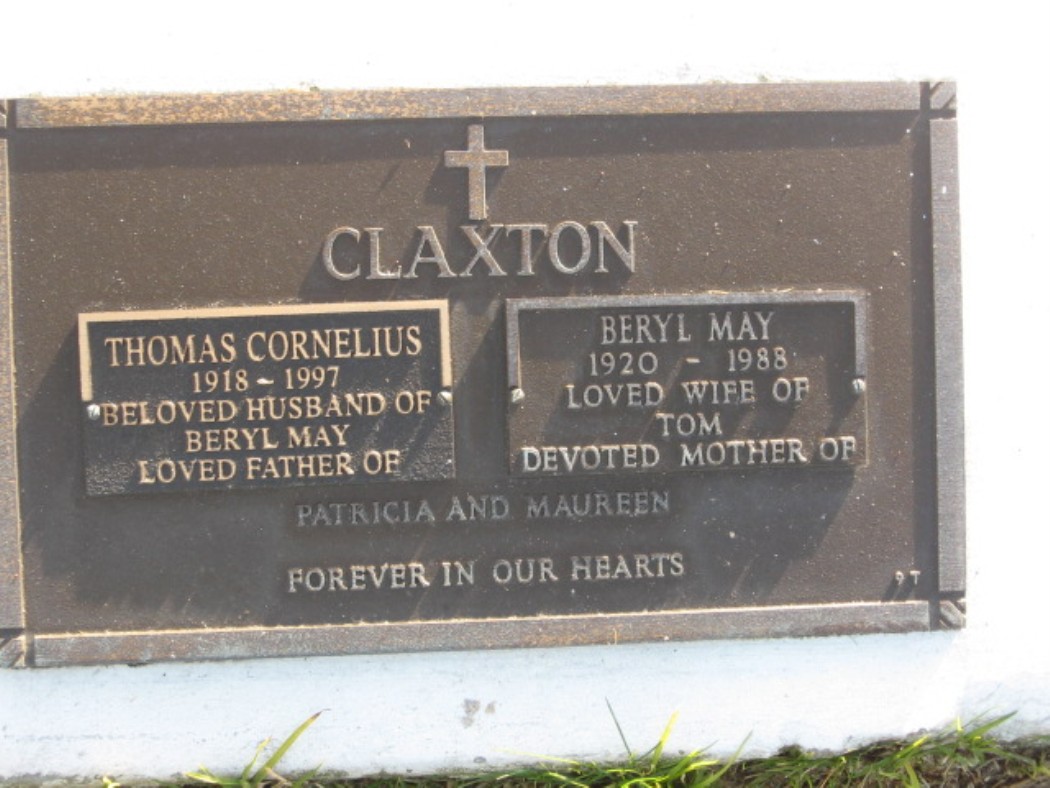 CLAXTON
THOMAS CORNELIUS
1918 - 1997
BELOVED HUSBAND OF
BERYL MAY
LOVED FATHER OF
BERYL MAY
1920 - 1988
LOVED WIFE OF
TOM
DEVOTED MOTHER OF
PATRICIA AND MAUREEN
FOREVER IN OUR HEARTS
9T